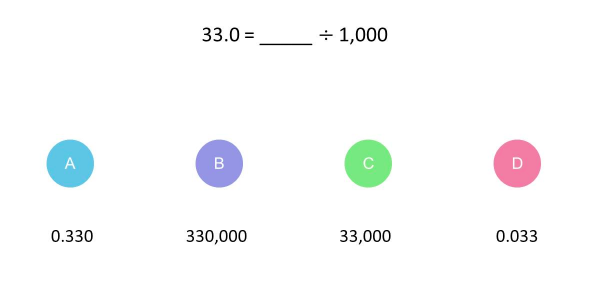 33.0 = _____ ÷ 1,000
A B C D
0.330 330,000 33,000 0.033